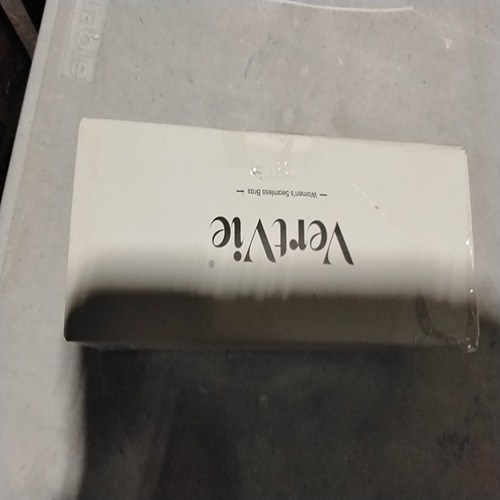 VertVie®
— Women's Seamless Bras —